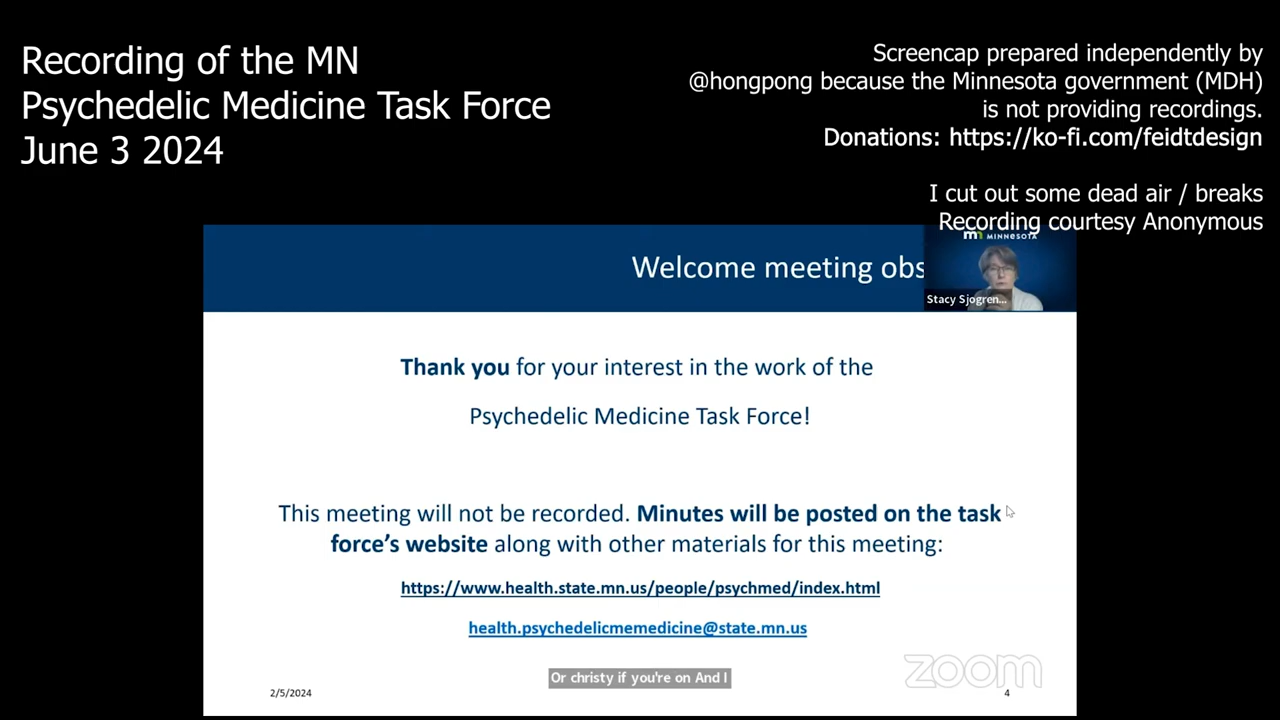 Recording of the MN
Psychedelic Medicine Task Force
June 3 2024
Screencap prepared independently by
@hongpong because the Minnesota government (MDH)
is not providing recordings.
Donations: https://ko-fi.com/feidtdesign
I cut out some dead air / breaks
Recording courtesy Anonymous
Welcome meeting obs
mn MINNESOTA
Stacy Sjogren...
Thank you for your interest in the work of the
Psychedelic Medicine Task Force!
This meeting will not be recorded. Minutes will be posted on the task
force's website along with other materials for this meeting:
https://www.health.state.mn.us/people/psychmed/index.html
health.psychedelicmemedicine@state.mn.us
Or christy if you're on And I
zoom
2/5/2024
4